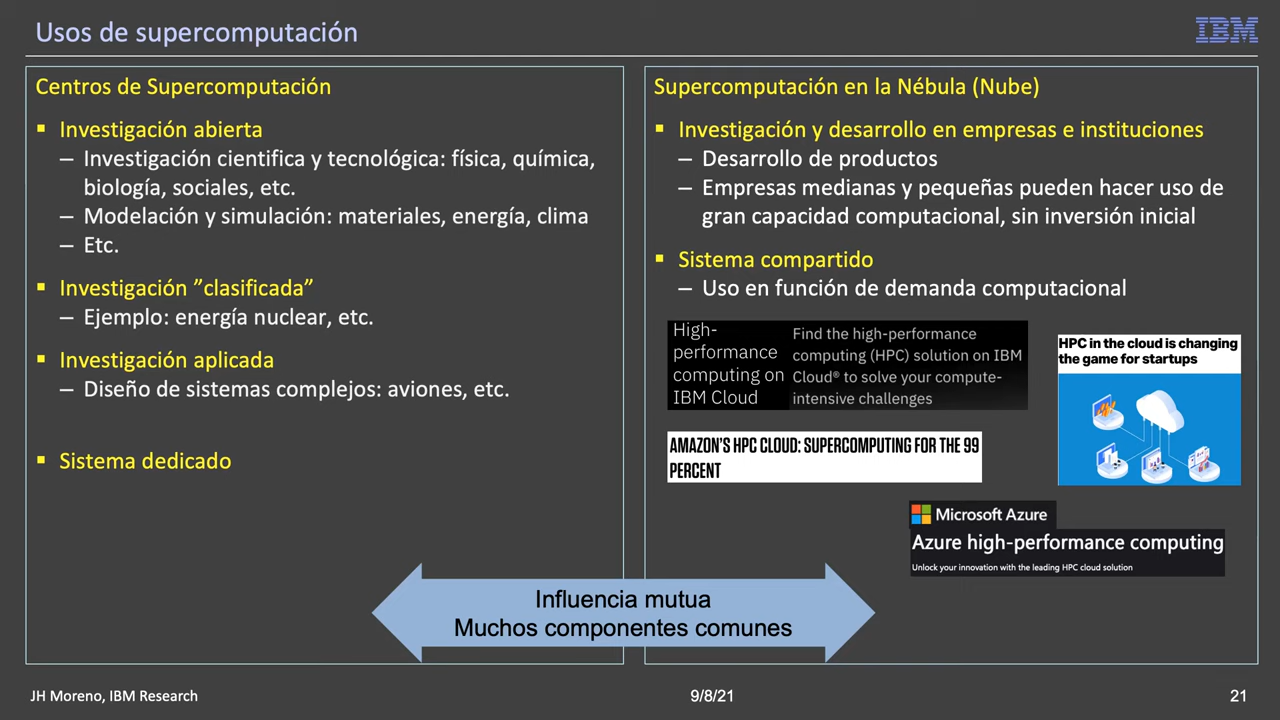 Usos de supercomputación
IBM
Centros de Supercomputación
▪ Investigación abierta
– Investigación cientifica y tecnológica: física, química,
biología, sociales, etc.
– Modelación y simulación: materiales, energía, clima
– Etc.
▪ Investigación ”clasificada”
– Ejemplo: energía nuclear, etc.
▪ Investigación aplicada
– Diseño de sistemas complejos: aviones, etc.
▪ Sistema dedicado
Supercomputación en la Nébula (Nube)
▪ Investigación y desarrollo en empresas e instituciones
– Desarrollo de productos
– Empresas medianas y pequeñas pueden hacer uso de
gran capacidad computacional, sin inversión inicial
▪ Sistema compartido
– Uso en función de demanda computacional
High-
performance
computing on
IBM Cloud
Find the high-performance
computing (HPC) solution on IBM
Cloud® to solve your compute-
intensive challenges
HPC in the cloud is changing
the game for startups
AMAZON’S HPC CLOUD: SUPERCOMPUTING FOR THE 99
PERCENT
Microsoft Azure
Azure high-performance computing
Unlock your innovation with the leading HPC cloud solution
Influencia mutua
Muchos componentes comunes
JH Moreno, IBM Research
9/8/21
21